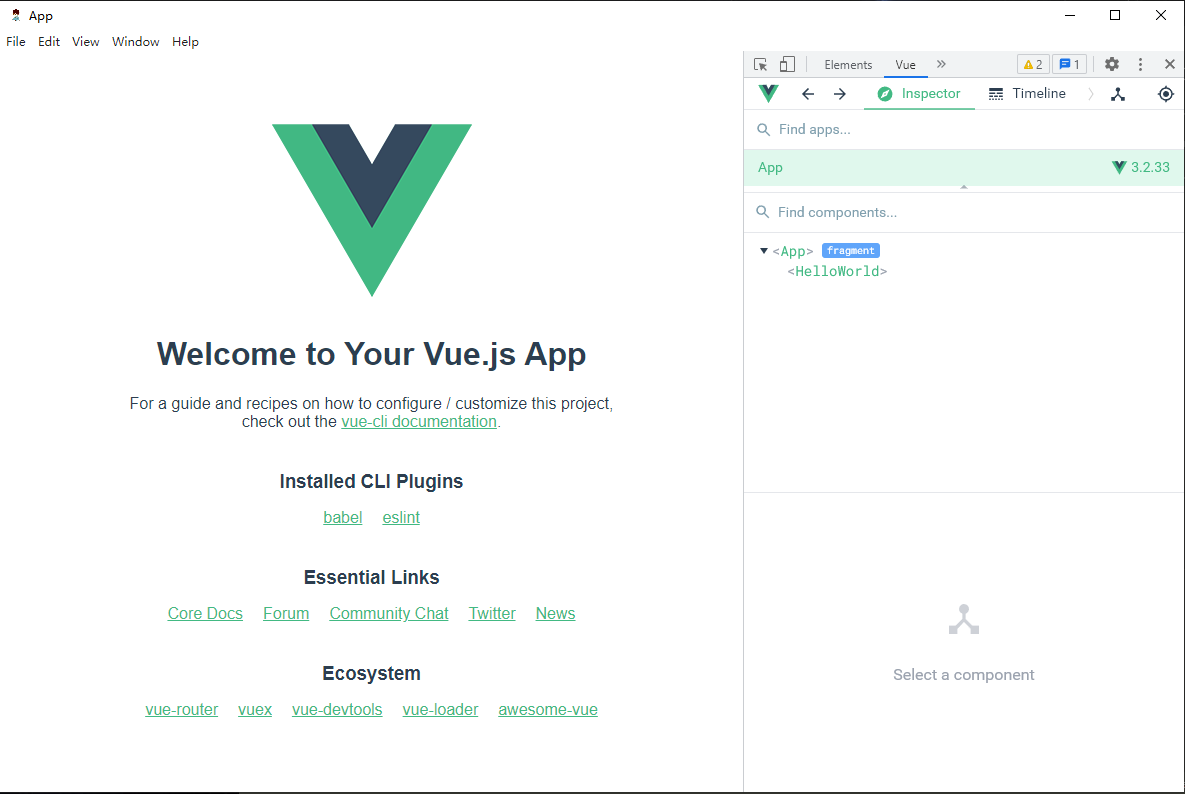 App
File Edit View Window Help
Elements Vue 2 1
Inspector Timeline
Find apps...
App 3.2.33
Find components...
<App> fragment
<HelloWorld>
Select a component
Welcome to Your Vue.js App
For a guide and recipes on how to configure / customize this project,
check out the vue-cli documentation.
Installed CLI Plugins
babel eslint
Essential Links
Core Docs Forum Community Chat Twitter News
Ecosystem
vue-router vuex vue-devtools vue-loader awesome-vue